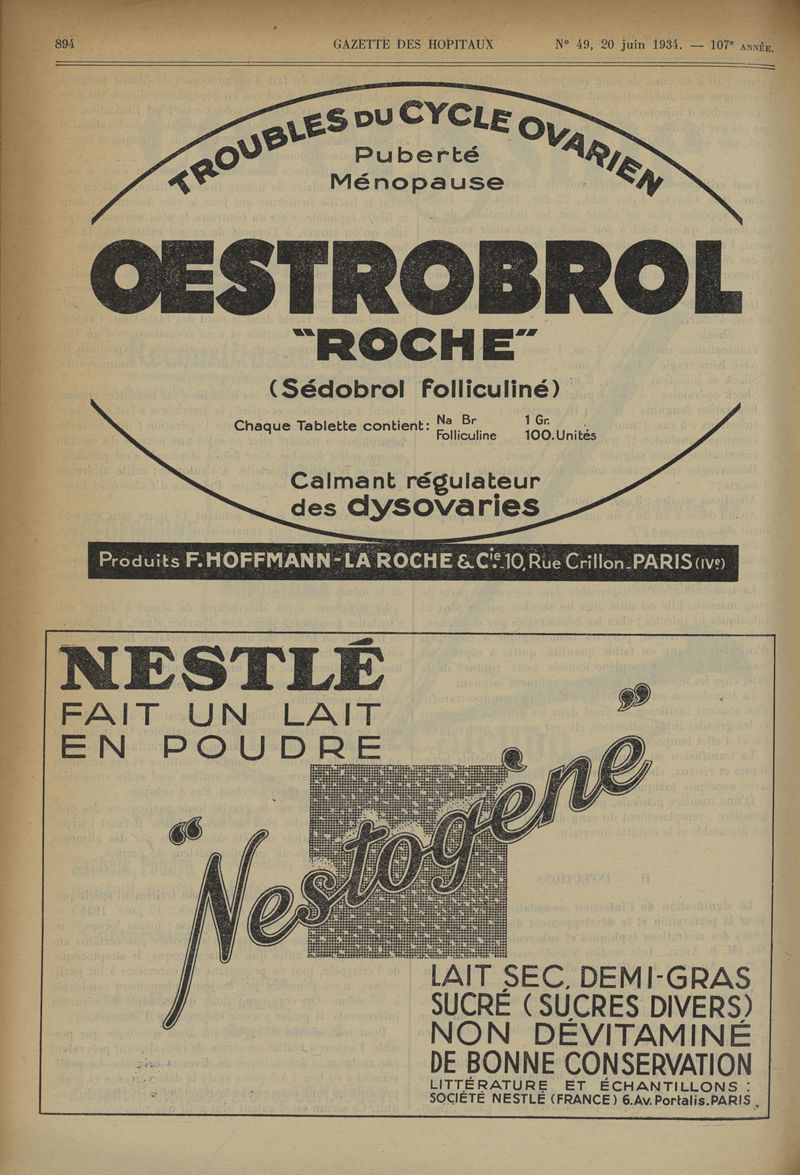 894 GAZETTE DES HOPITAUX N° 49, 20 juin 1934. — 107e ANNÉE.
TROUBLES DU CYCLE OVARIEN
Puberté
Ménopause
OESTROBROL
"ROCHE"
(Sédobrol Folliculiné)
Chaque Tablette contient: Na Br 1 Gr.
Folliculine 100.Unités
Calmant régulateur
des dysovaries
Produits F. HOFFMANN-LA ROCHE & Cie. 10, Rue Crillon_PARIS (IVe)
NESTLÉ
FAIT UN LAIT
EN POUDRE
"Nestogène"
LAIT SEC, DEMI-GRAS
SUCRÉ (SUCRES DIVERS)
NON DÉVITAMINÉ
DE BONNE CONSERVATION
LITTÉRATURE ET ÉCHANTILLONS :
SOCIÉTÉ NESTLÉ (FRANCE) 6.Av. Portalis.PARIS.